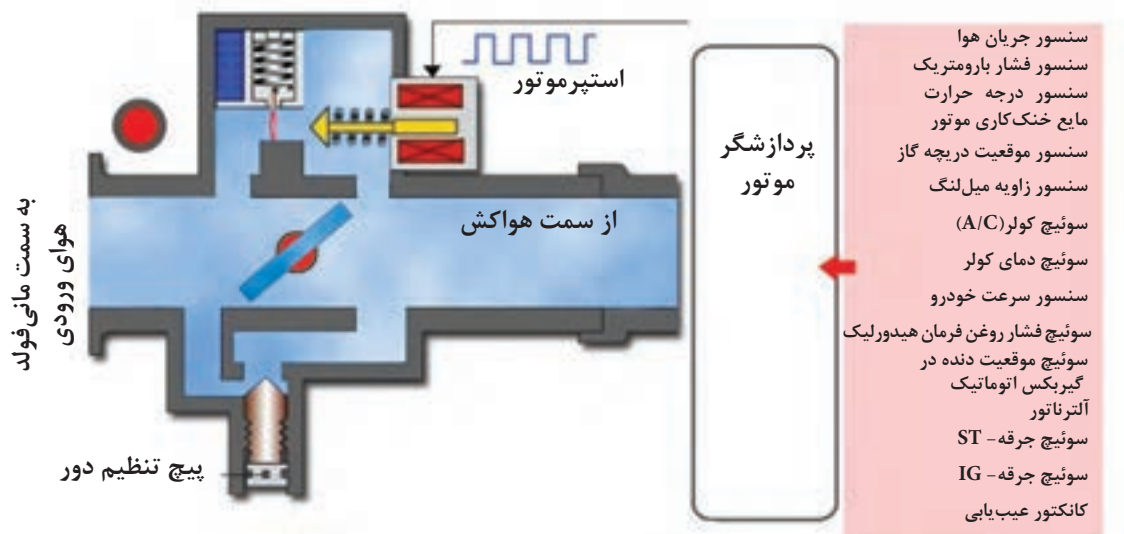 سنسور جریان هوا
سنسور فشار بارومتریک
سنسور درجه حرارت
مایع خنک‌کاری موتور
سنسور موقعیت دریچه گاز
سنسور زاویه میل‌لنگ
سوئیچ کولر(A/C)
سوئیچ دمای کولر
سنسور سرعت خودرو
سوئیچ فشار روغن فرمان هیدورلیک
سوئیچ موقعیت دنده در
گیربکس اتوماتیک
آلترناتور
سوئیچ جرقه- ST
سوئیچ جرقه- IG
کانکتور عیب‌یابی
پردازشگر
موتور
استپرموتور
از سمت هواکش
به سمت مانی‌فولد
هوای ورودی
پیچ تنظیم دور